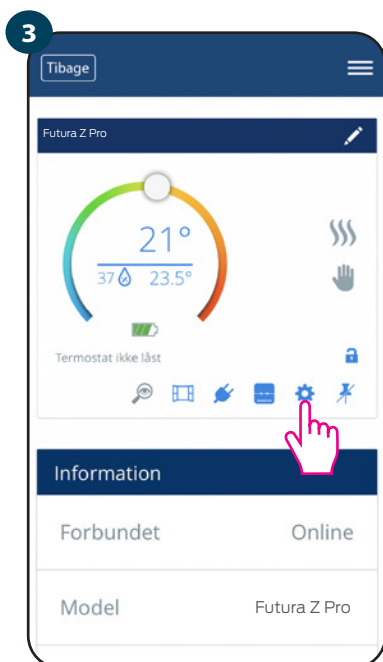 3
Tibage
Futura Z Pro
21°
37 23.5°
Termostat ikke låst
Information
Forbundet Online
Model Futura Z Pro